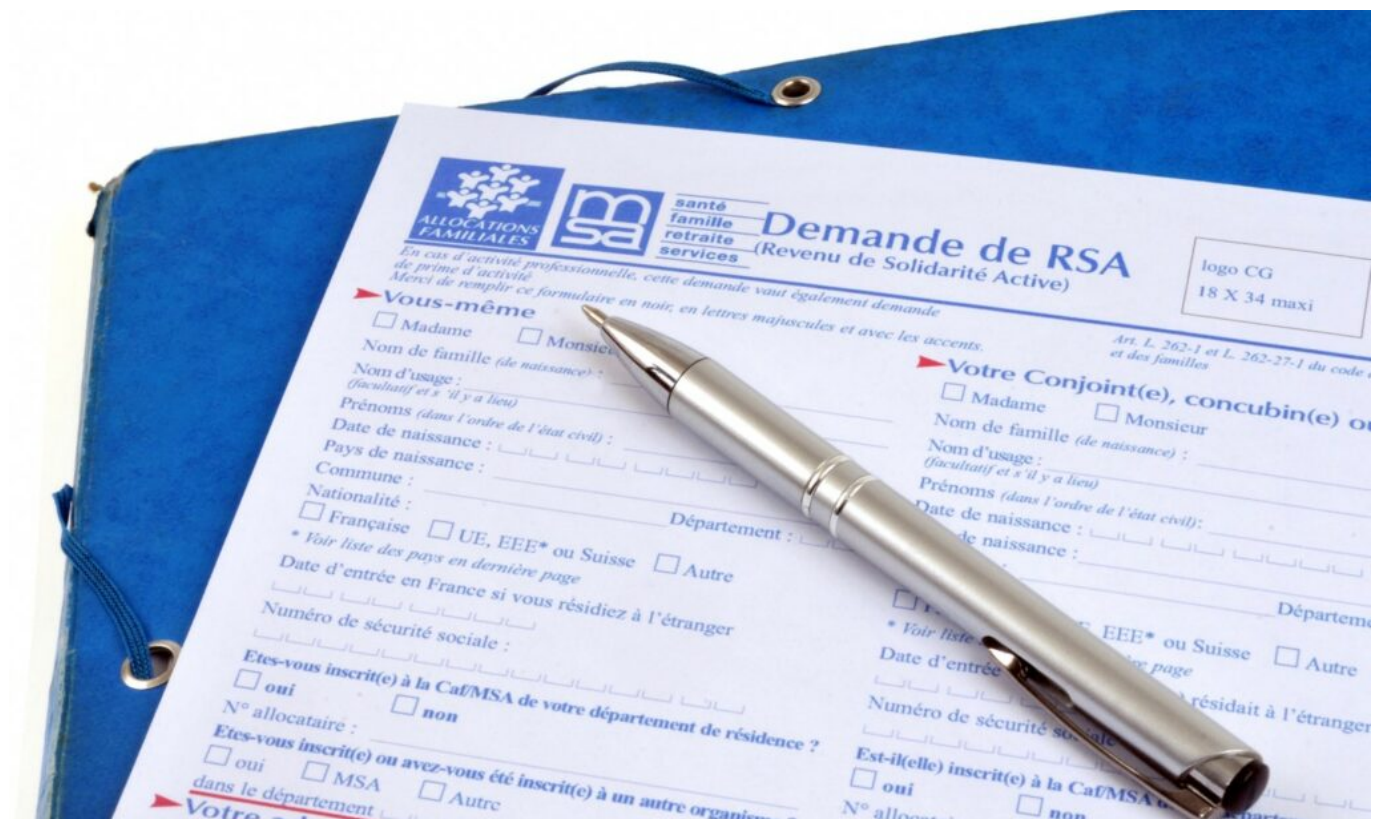 ALLOCATIONS
FAMILIALES
msa
santé
famille
retraite
services
Demande de RSA
(Revenu de Solidarité Active)
logo CG
18 X 34 maxi
En cas d'activité professionnelle, cette demande vaut également demande
de prime d'activité
Merci de remplir ce formulaire en noir, en lettres majuscules et avec les accents.
Art. L. 262-1 et L. 262-27-1 du code
et des familles
Vous-même
Madame
Nom de famille (de naissance) :
Nom d'usage :
(facultatif et s'il y a lieu)
Prénoms (dans l'ordre de l'état civil) :
Date de naissance :
Pays de naissance :
Commune :
Département :
Nationalité :
Française UE, EEE* ou Suisse Autre
* Voir liste des pays en dernière page
Date d'entrée en France si vous résidiez à l'étranger
Numéro de sécurité sociale :
Etes-vous inscrit(e) à la Caf/MSA de votre département de résidence ?
oui non
N° allocataire :
Etes-vous inscrit(e) ou avez-vous été inscrit(e) à un autre
oui MSA Autre
dans le département
Votre Conjoint(e), concubin(e)
Madame Monsieur
Nom de famille (de naissance) :
Nom d'usage :
(facultatif et s'il y a lieu)
Prénoms (dans l'ordre de l'état civil):
Date de naissance :
de naissance :
EEE* ou Suisse Autre
* Voir liste page
Date d'entrée résidait à l'étranger
Numéro de sécurité
Est-il(elle) inscrit(e) à la Caf/MSA
oui non
N°
Votre